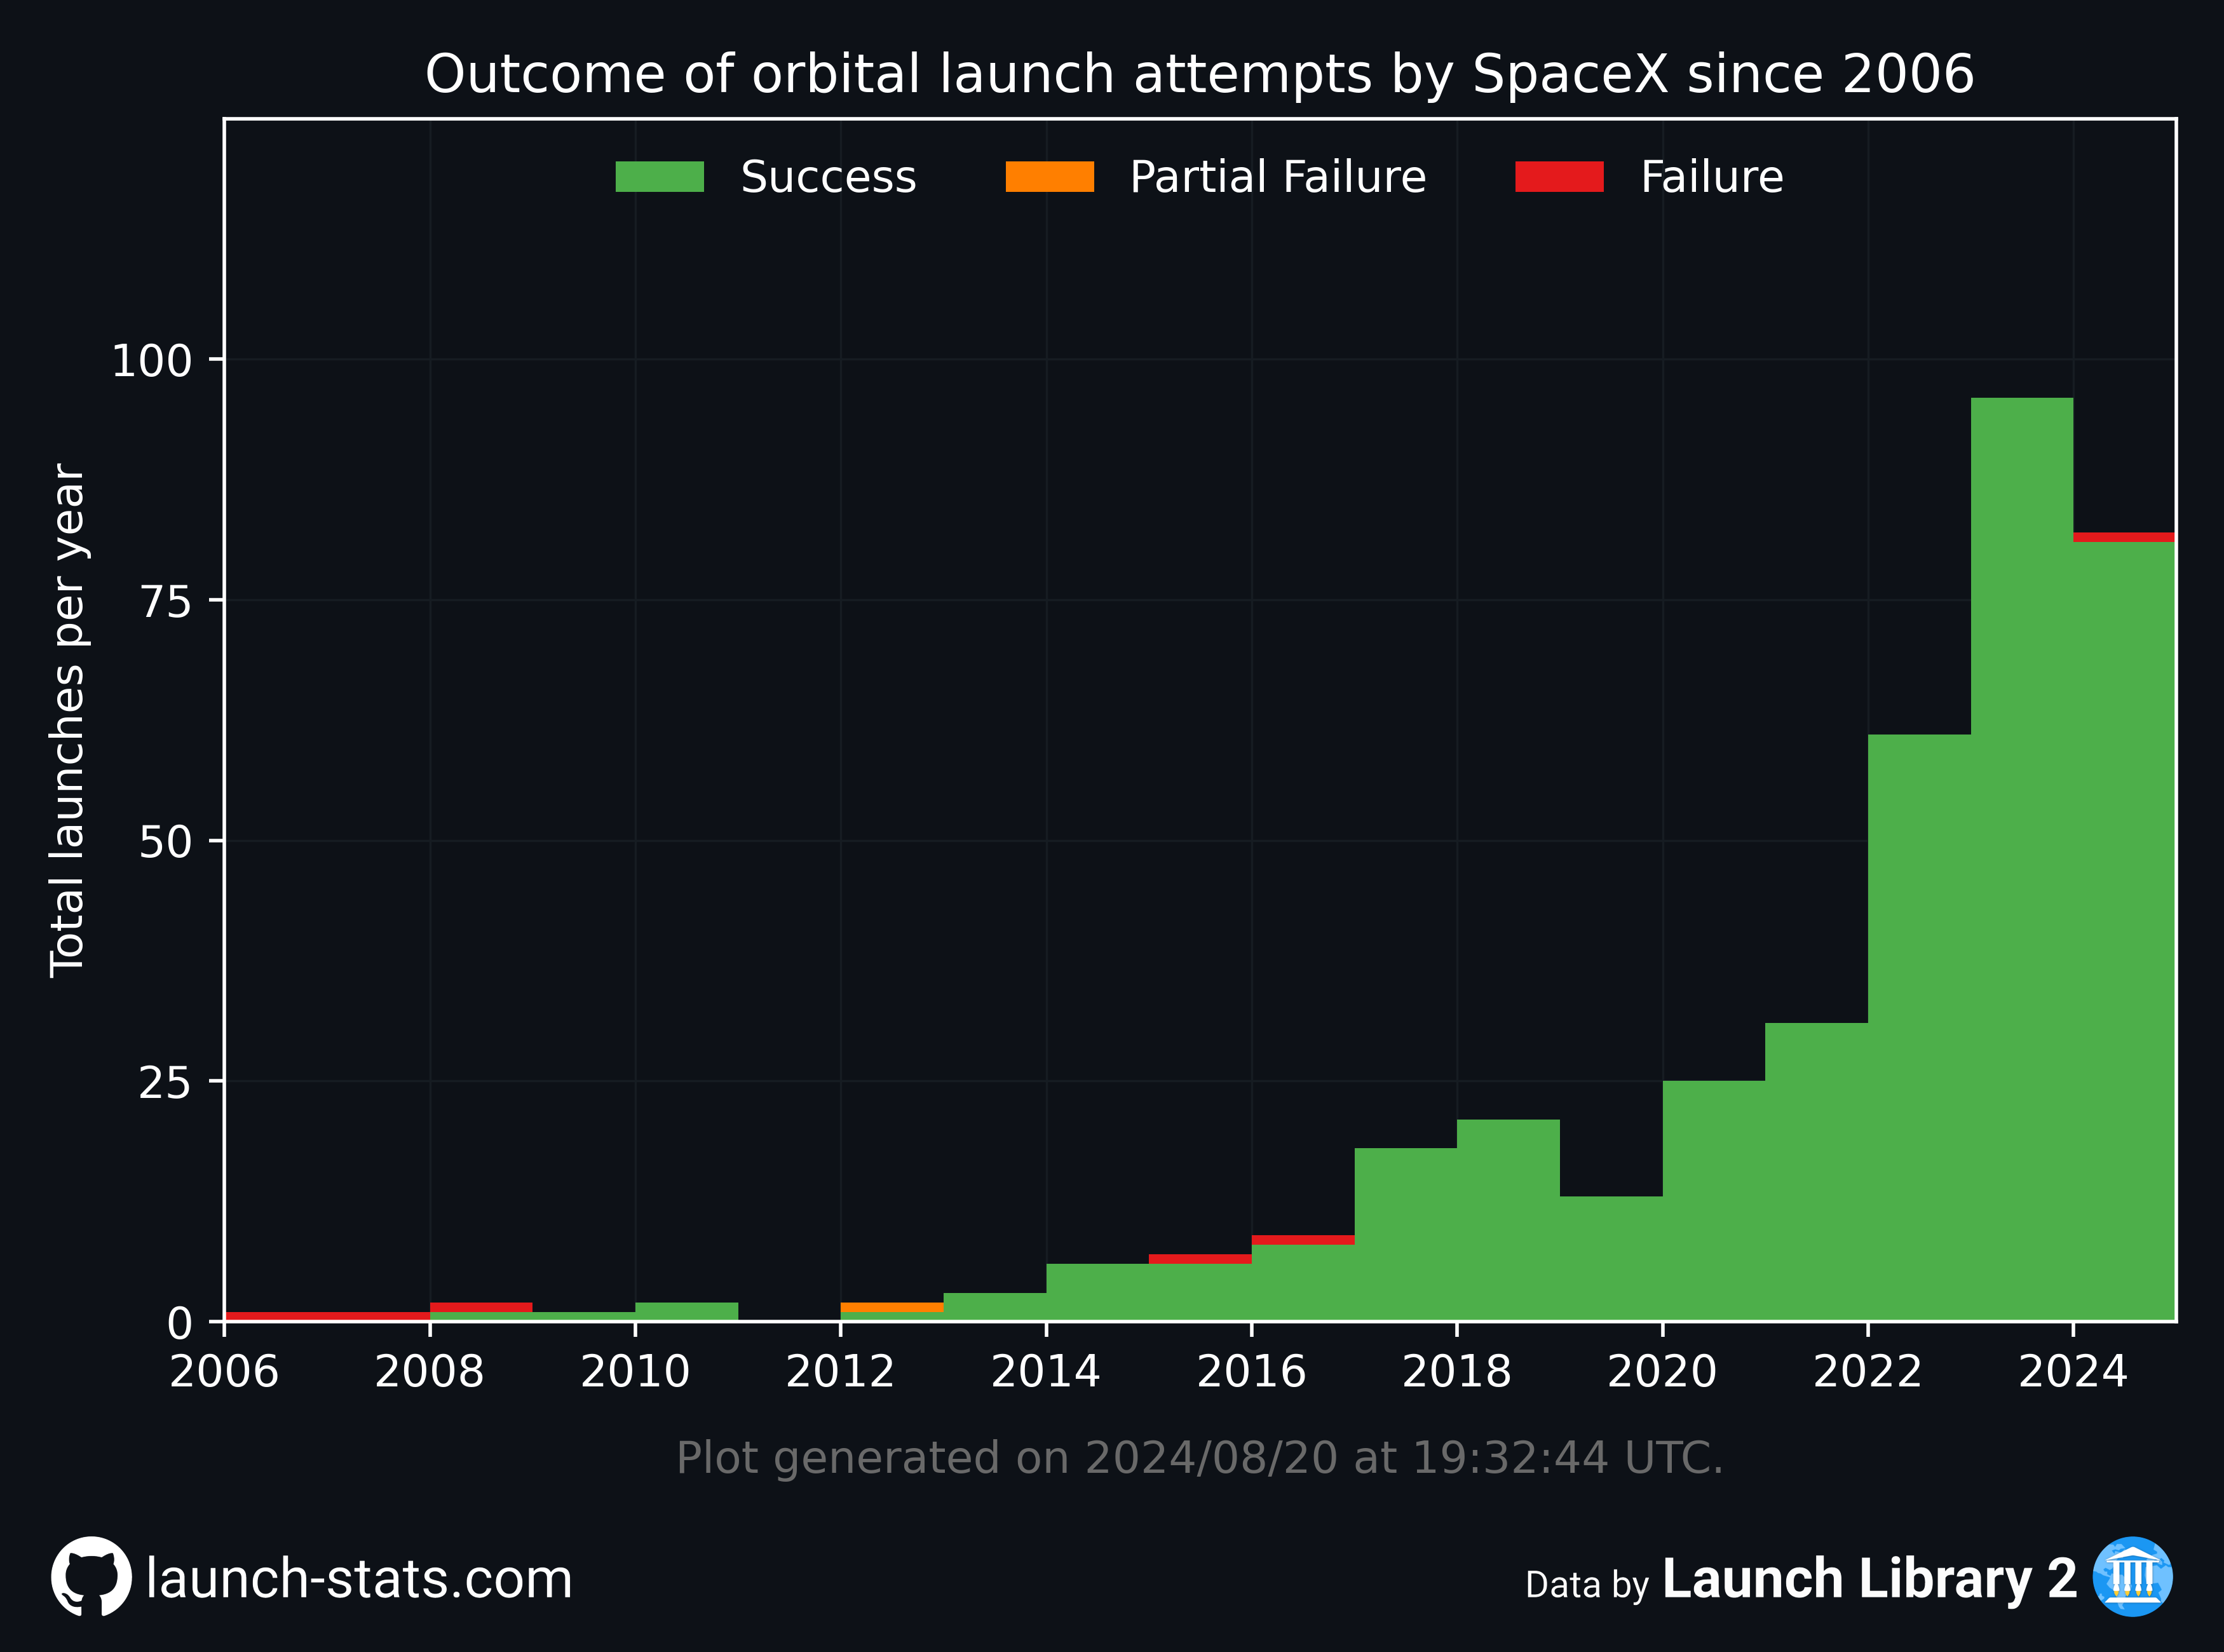 Outcome of orbital launch attempts by SpaceX since 2006
Success Partial Failure Failure
Total launches per year
100
75
50
25
0
2006 2008 2010 2012 2014 2016 2018 2020 2022 2024
Plot generated on 2024/08/20 at 19:32:44 UTC.
launch-stats.com
Data by Launch Library 2